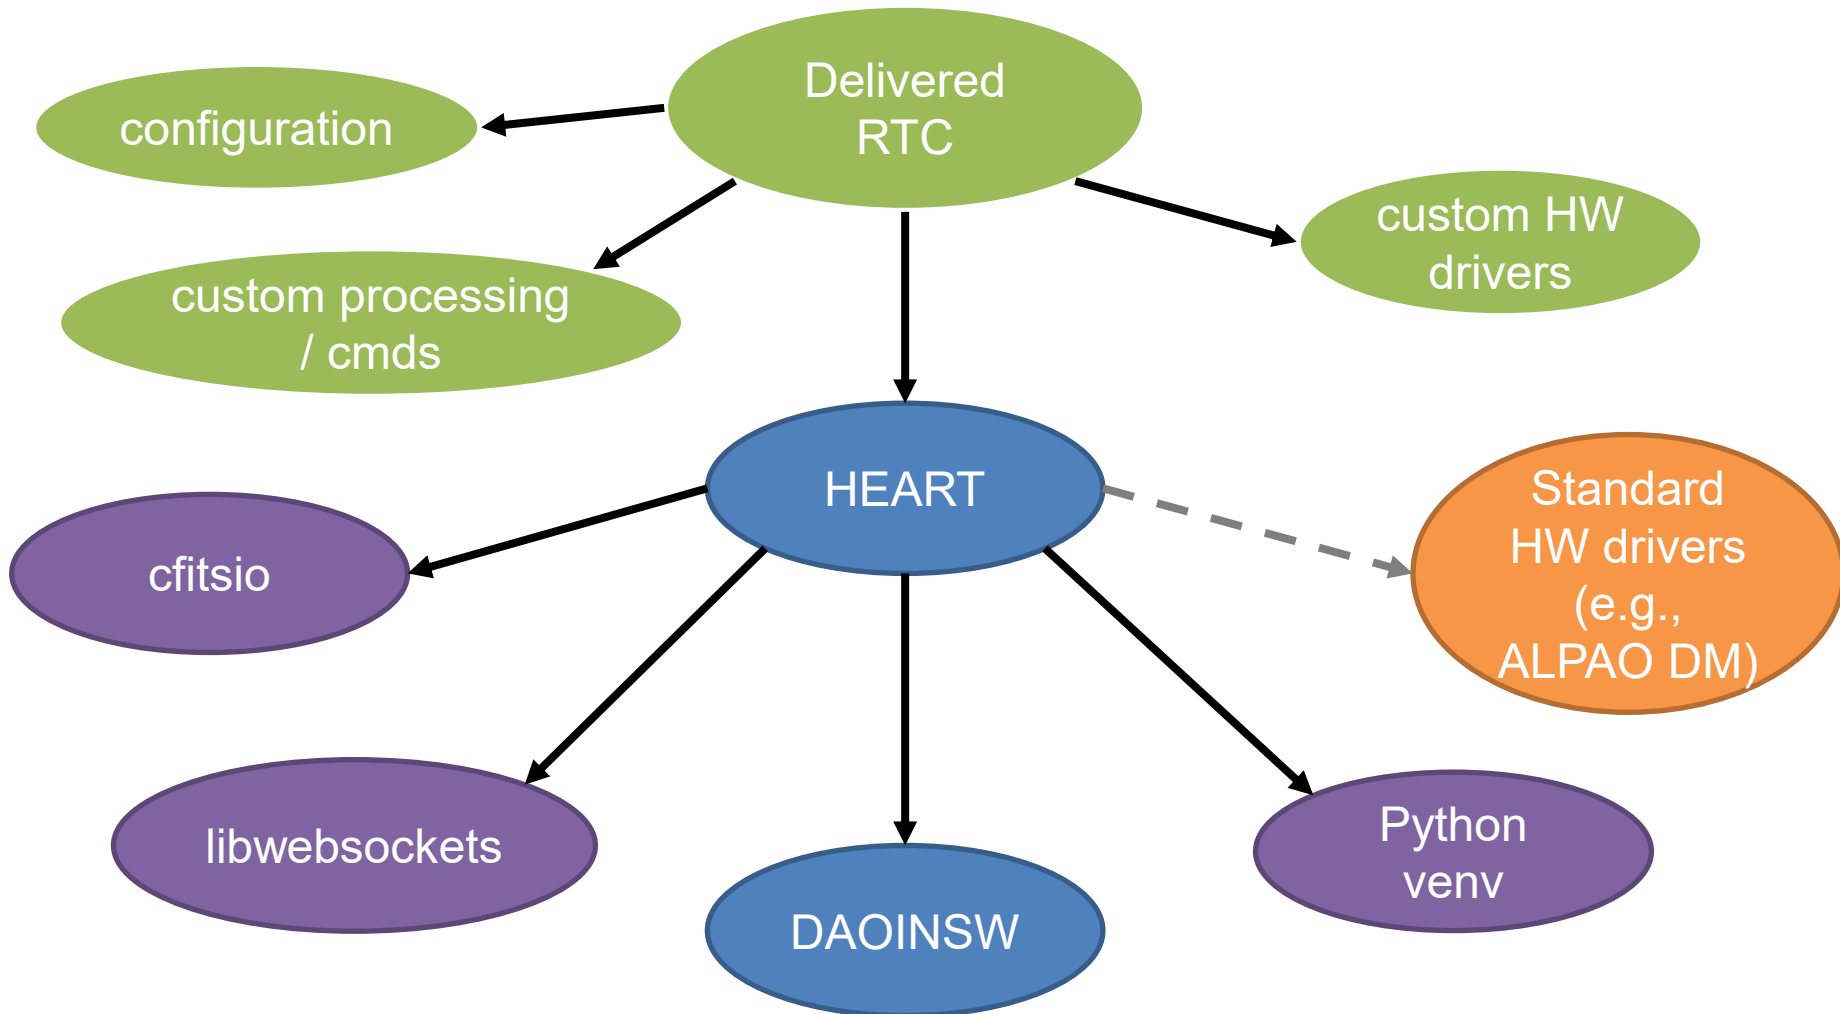 Delivered
RTC
configuration
custom HW
drivers
custom processing
/ cmds
HEART
Standard
HW drivers
(e.g.,
ALPAO DM)
cfitsio
libwebsockets
Python
venv
DAOINSW